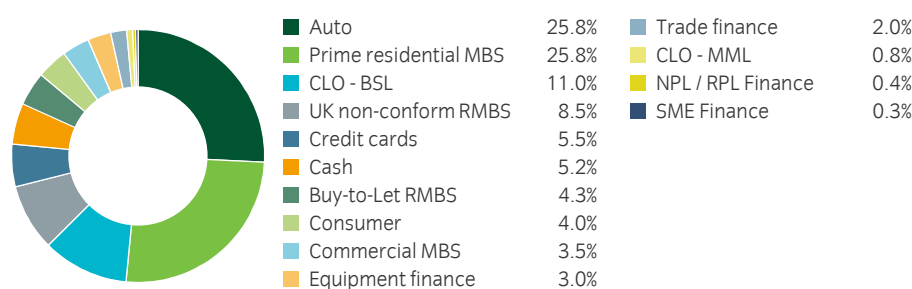 Auto 25.8%
Prime residential MBS 25.8%
CLO - BSL 11.0%
UK non-conform RMBS 8.5%
Credit cards 5.5%
Cash 5.2%
Buy-to-Let RMBS 4.3%
Consumer 4.0%
Commercial MBS 3.5%
Equipment finance 3.0%
Trade finance 2.0%
CLO - MML 0.8%
NPL / RPL Finance 0.4%
SME Finance 0.3%